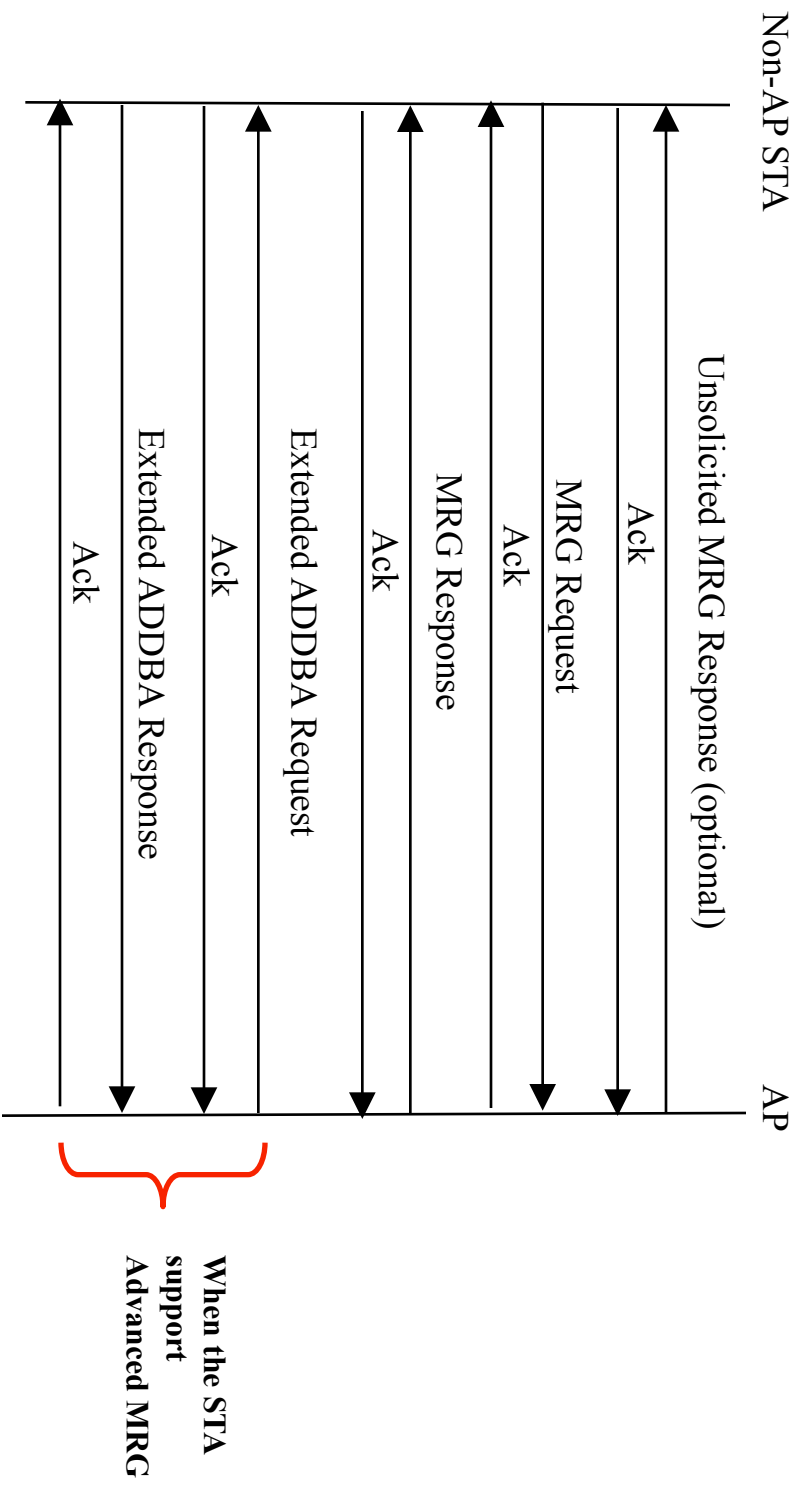 Non-AP STA
AP
Unsolicited MRG Response (optional)
Ack
MRG Request
Ack
MRG Response
Ack
Extended ADDBA Request
Ack
Extended ADDBA Response
Ack
When the STA
support
Advanced MRG